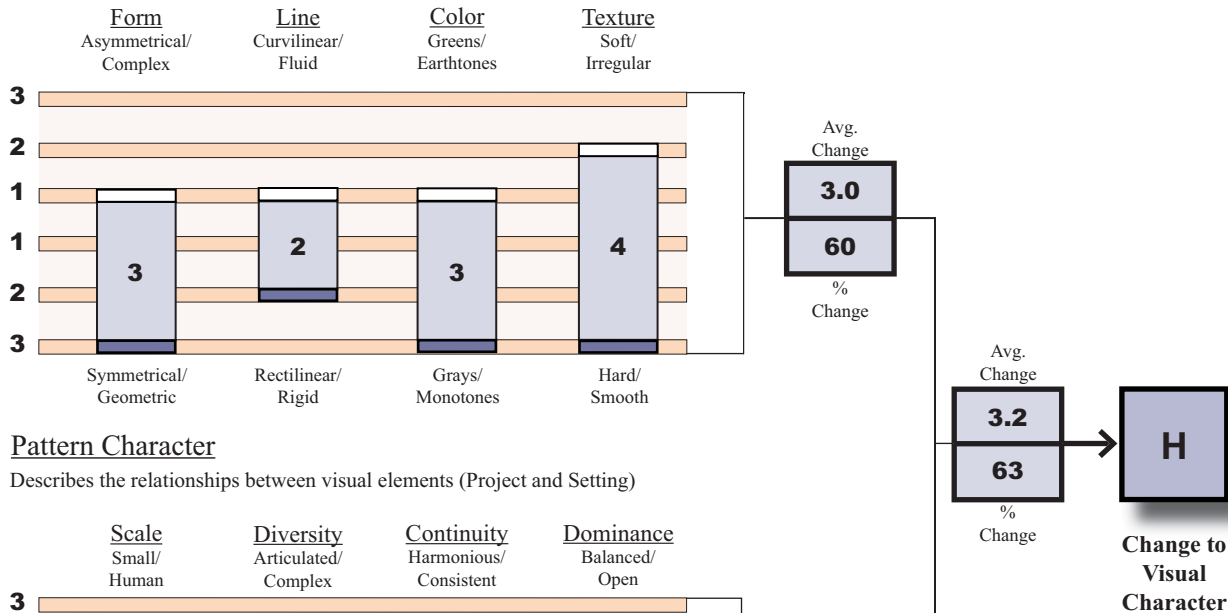 Form Line Color Texture
Asymmetrical/ Curvilinear/ Greens/ Soft/
Complex Fluid Earthtones Irregular
3
2
1
1
2
3
3 2 3 4
Symmetrical/ Rectilinear/ Grays/ Hard/
Geometric Rigid Monotones Smooth
Avg.
Change
3.0
60
%
Change
Avg.
Change
3.2
63
%
Change
H
Change to
Visual
Character
Pattern Character
Describes the relationships between visual elements (Project and Setting)
Scale Diversity Continuity Dominance
Small/ Articulated/ Harmonious/ Balanced/
Human Complex Consistent Open
3